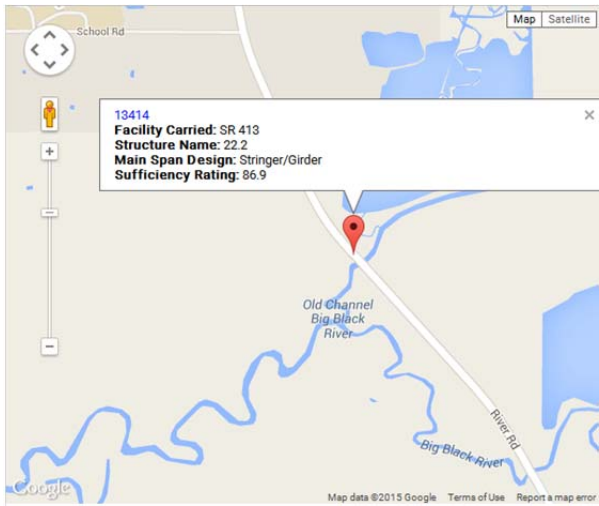 School Rd
Map Satellite
13414
Facility Carried: SR 413
Structure Name: 22.2
Main Span Design: Stringer/Girder
Sufficiency Rating: 86.9
Old Channel
Big Black
River
River Rd
Big Black River
Google
Map data ©2015 Google Terms of Use Report a map error